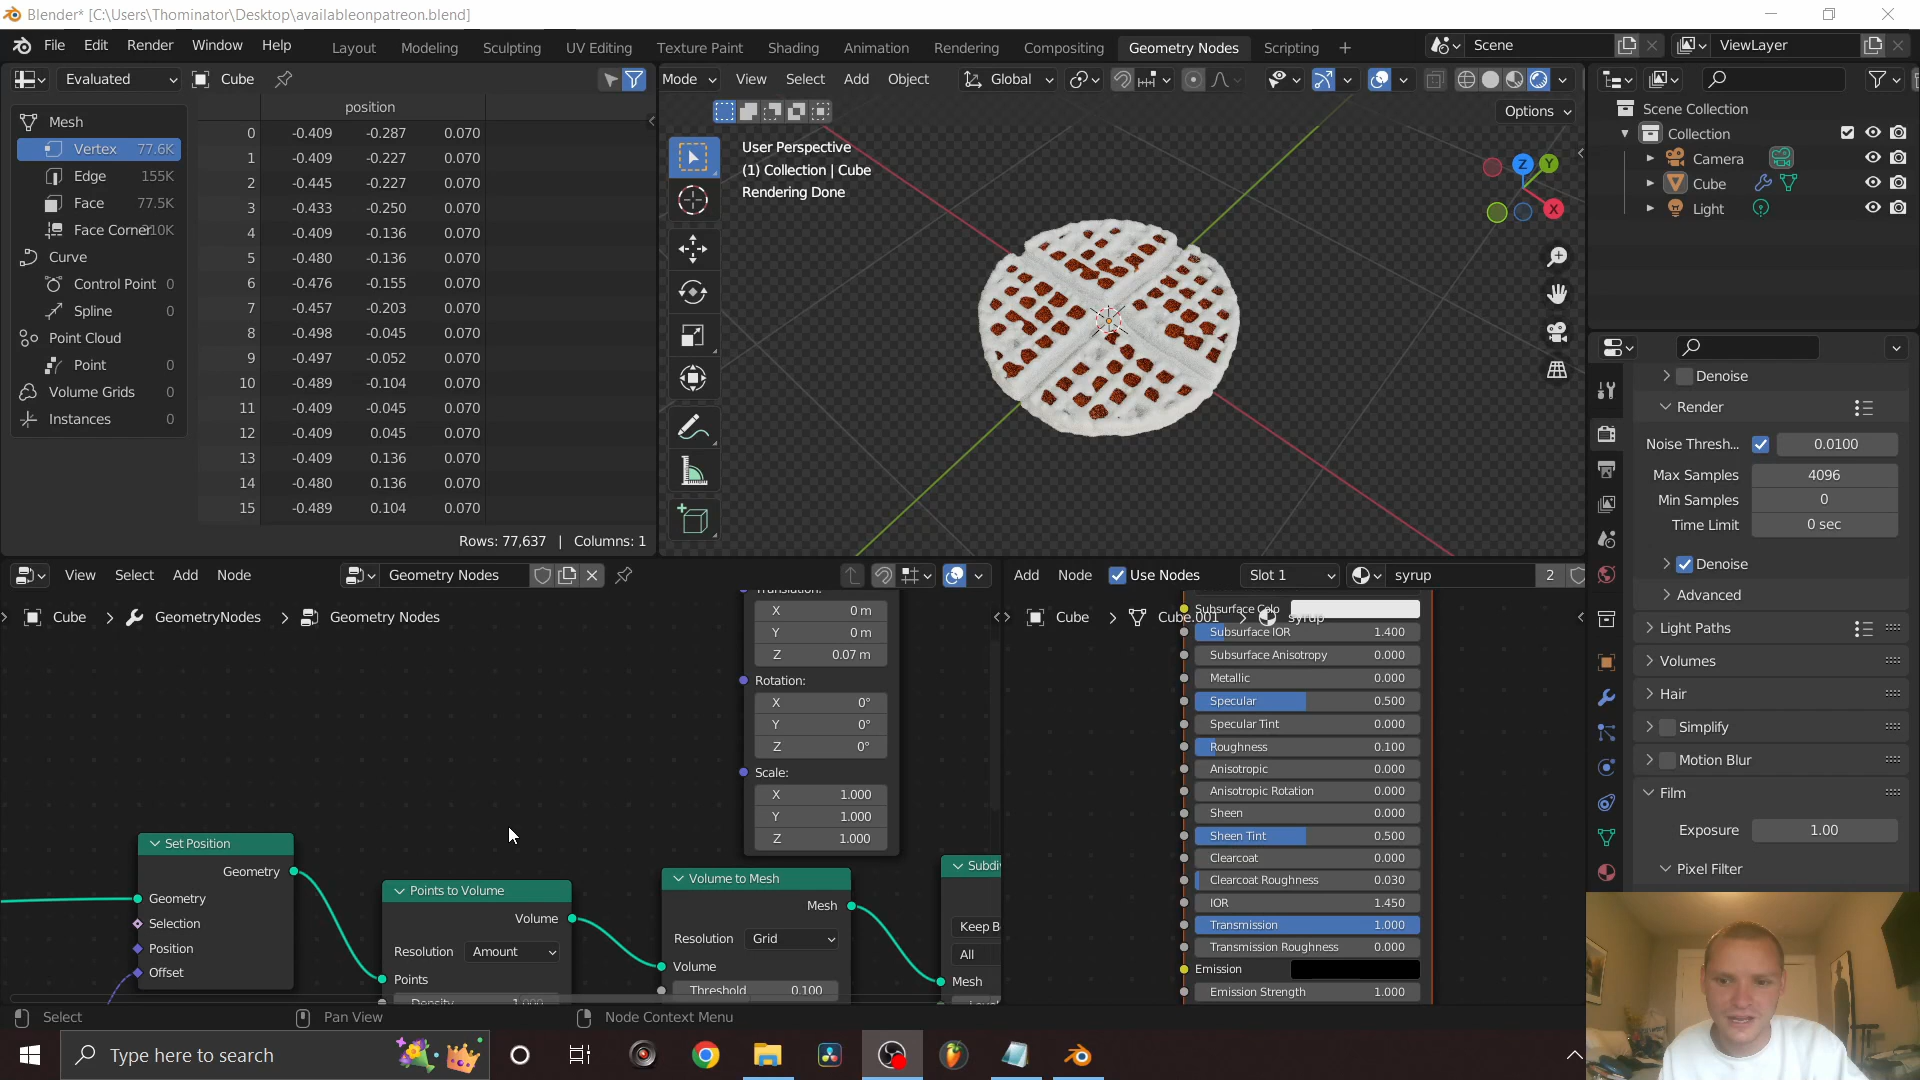 Blender* [C:\Users\Thominator\Desktop\availableonpatreon.blend]
File Edit Render Window Help
Layout Modeling Sculpting UV Editing Texture Paint Shading Animation Rendering Compositing Geometry Nodes Scripting +
Scene
ViewLayer
Evaluated Cube
position
Mesh
Vertex 77.6K
Edge 155K
Face 77.5K
Face Corner
Curve
Control Point 0
Spline 0
Point Cloud
Point 0
Volume Grids 0
Instances 0
0 -0.409 -0.287 0.070
1 -0.409 -0.227 0.070
2 -0.445 -0.227 0.070
3 -0.433 -0.250 0.070
4 -0.409 -0.136 0.070
5 -0.480 -0.136 0.070
6 -0.476 -0.155 0.070
7 -0.457 -0.203 0.070
8 -0.498 -0.045 0.070
9 -0.497 -0.052 0.070
10 -0.489 -0.104 0.070
11 -0.409 -0.045 0.070
12 -0.409 0.045 0.070
13 -0.409 0.136 0.070
14 -0.480 0.136 0.070
15 -0.489 0.104 0.070
Rows: 77,637 | Columns: 1
Mode View Select Add Object Global
Options
User Perspective
(1) Collection | Cube
Rendering Done
Z
Y
X
Scene Collection
Collection
Camera
Cube
Light
Denoise
Render
Noise Thresh... 0.0100
Max Samples 4096
Min Samples 0
Time Limit 0 sec
Denoise
Advanced
Light Paths
Volumes
Hair
Simplify
Motion Blur
Film
Exposure 1.00
Pixel Filter
View Select Add Node Geometry Nodes
Cube > GeometryNodes > Geometry Nodes
Translation:
X 0 m
Y 0 m
Z 0.07 m
Rotation:
X 0°
Y 0°
Z 0°
Scale:
X 1.000
Y 1.000
Z 1.000
Set Position
Geometry
Geometry
Selection
Position
Offset
Points to Volume
Volume
Resolution Amount
Points
Density 1.000
Volume to Mesh
Mesh
Resolution Grid
Volume
Threshold 0.100
Subdi
Keep B
All
Mesh
Add Node Use Nodes Slot 1 syrup 2
Cube > Cube.001 > syrup
Subsurface Colo
Subsurface IOR 1.400
Subsurface Anisotropy 0.000
Metallic 0.000
Specular 0.500
Specular Tint 0.000
Roughness 0.100
Anisotropic 0.000
Anisotropic Rotation 0.000
Sheen 0.000
Sheen Tint 0.500
Clearcoat 0.000
Clearcoat Roughness 0.030
IOR 1.450
Transmission 1.000
Transmission Roughness 0.000
Emission
Emission Strength 1.000
Select Pan View Node Context Menu
Type here to search